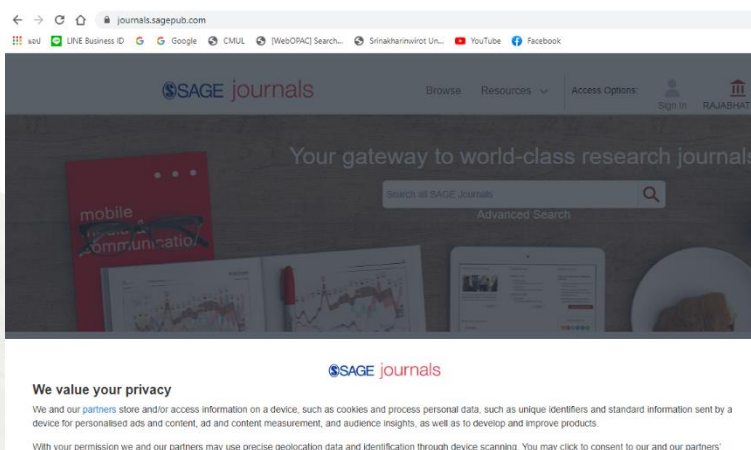 journals.sagepub.com
แอป LINE Business ID Google CMUL [WebOPAC] Search... Srinakharinwirot Un... YouTube Facebook
SAGE journals Browse Resources Access Options: Sign In RAJABHAT
Your gateway to world-class research journals
Search all SAGE Journals
Advanced Search
mobile
media &
communication
SAGE journals
We value your privacy
We and our partners store and/or access information on a device, such as cookies and process personal data, such as unique identifiers and standard information sent by a
device for personalised ads and content, ad and content measurement, and audience insights, as well as to develop and improve products.
With your permission we and our partners may use precise geolocation data and identification through device scanning. You may click to consent to our and our partners'